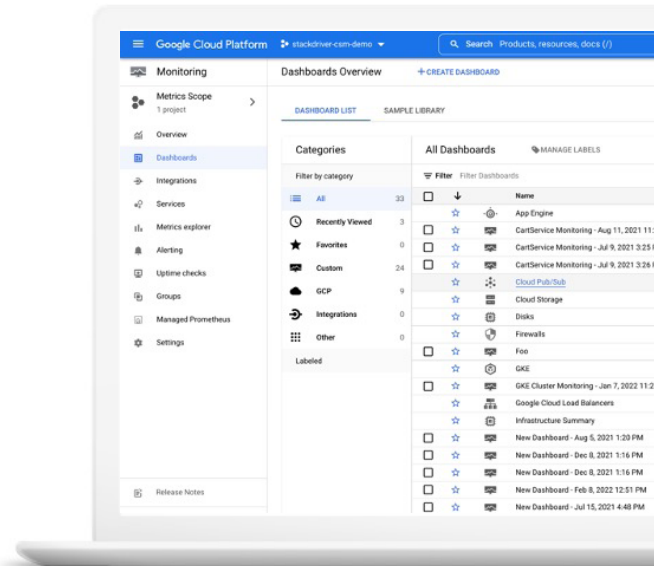 Google Cloud Platform
stackdriver-csm-demo
Search Products, resources, docs (/)
Monitoring
Dashboards Overview
+ CREATE DASHBOARD
Metrics Scope
1 project
Overview
Dashboards
Integrations
Services
Metrics explorer
Alerting
Uptime checks
Groups
Managed Prometheus
Settings
Release Notes
DASHBOARD LIST
SAMPLE LIBRARY
Categories
Filter by category
All 33
Recently Viewed 3
Favorites 0
Custom 24
GCP 9
Integrations 0
Other 0
Labeled
All Dashboards
MANAGE LABELS
Filter Filter Dashboards
Name
App Engine
CartService Monitoring - Aug 11, 2021 11:
CartService Monitoring - Jul 9, 2021 3:25
CartService Monitoring - Jul 9, 2021 3:26
Cloud Pub/Sub
Cloud Storage
Disks
Firewalls
Foo
GKE
GKE Cluster Monitoring - Jan 7, 2022 11:2
Google Cloud Load Balancers
Infrastructure Summary
New Dashboard - Aug 5, 2021 1:20 PM
New Dashboard - Dec 8, 2021 1:16 PM
New Dashboard - Dec 8, 2021 1:16 PM
New Dashboard - Feb 8, 2022 12:51 PM
New Dashboard - Jul 15, 2021 4:48 PM